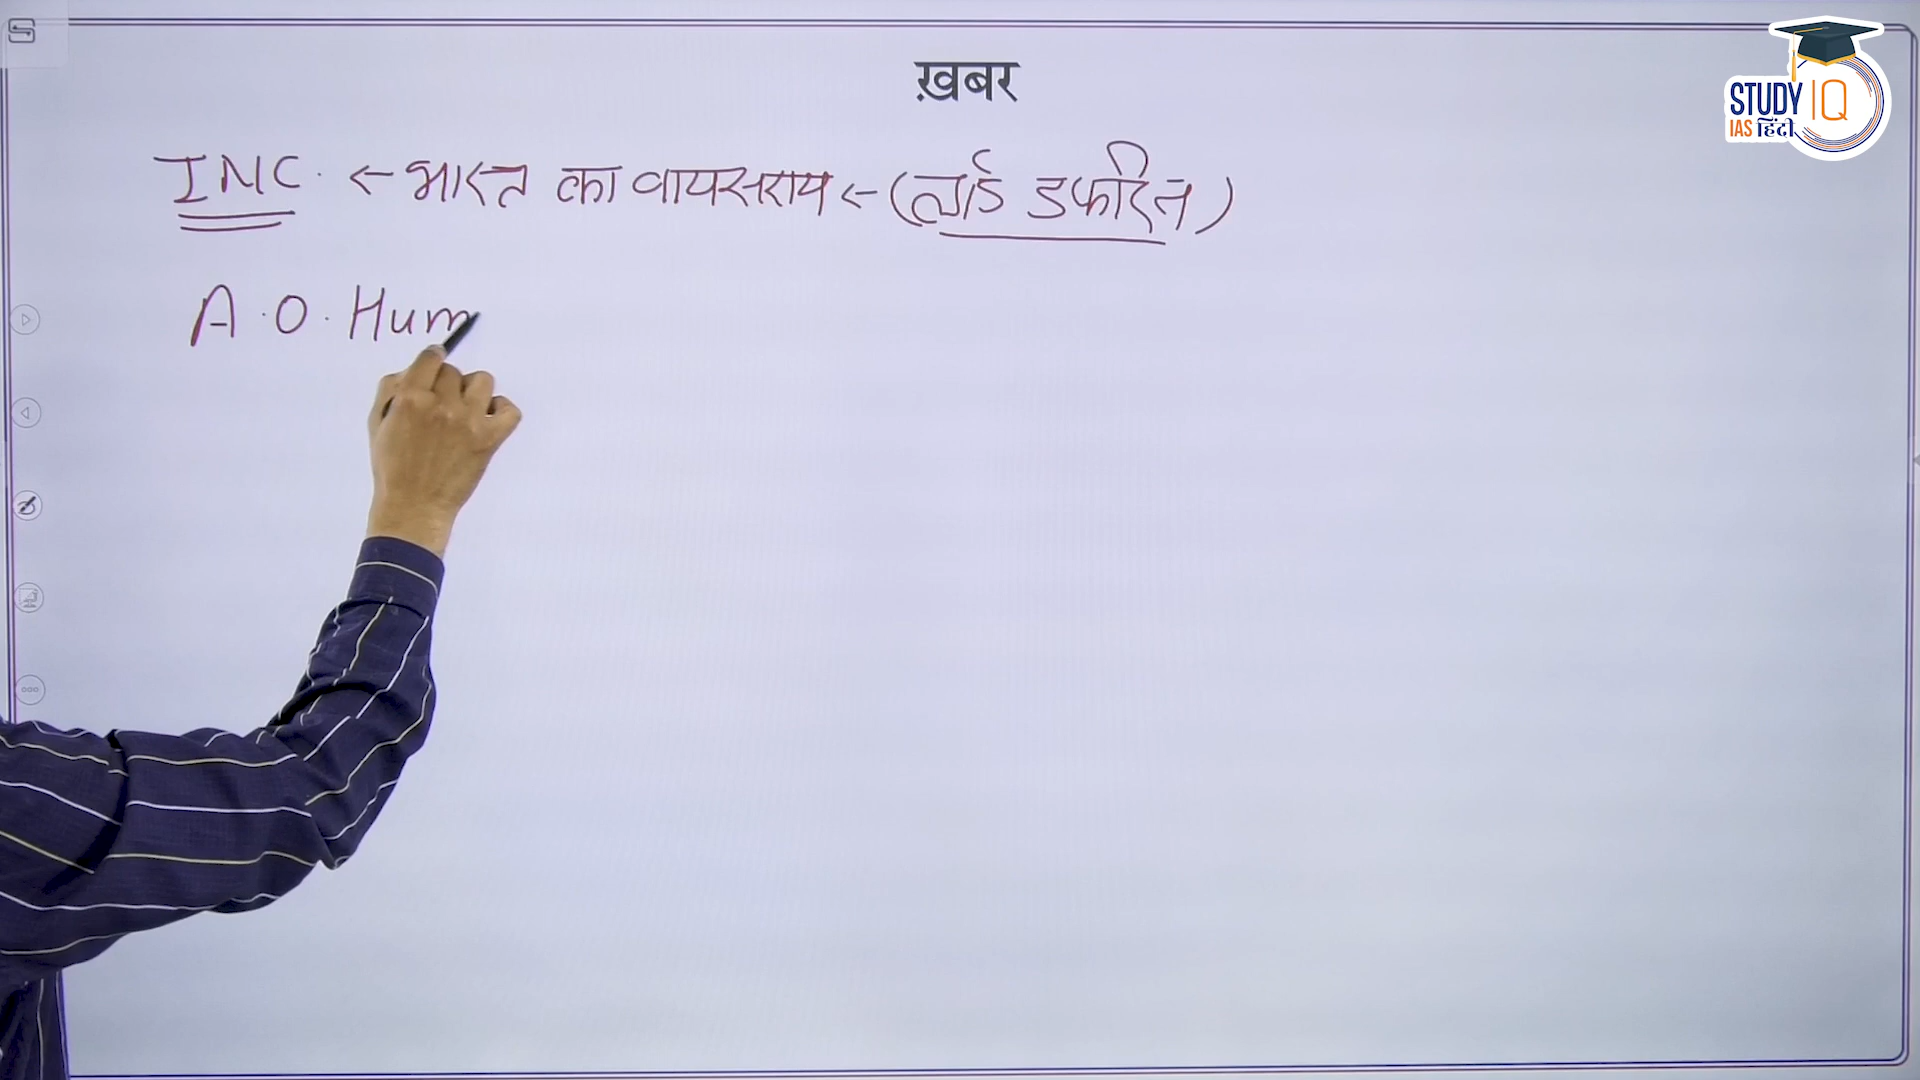 ख़बर
STUDY IQ
IAS हिंदी
INC. ← भारत का वायसराय ← (लार्ड डफरिन)
A.O. Hum